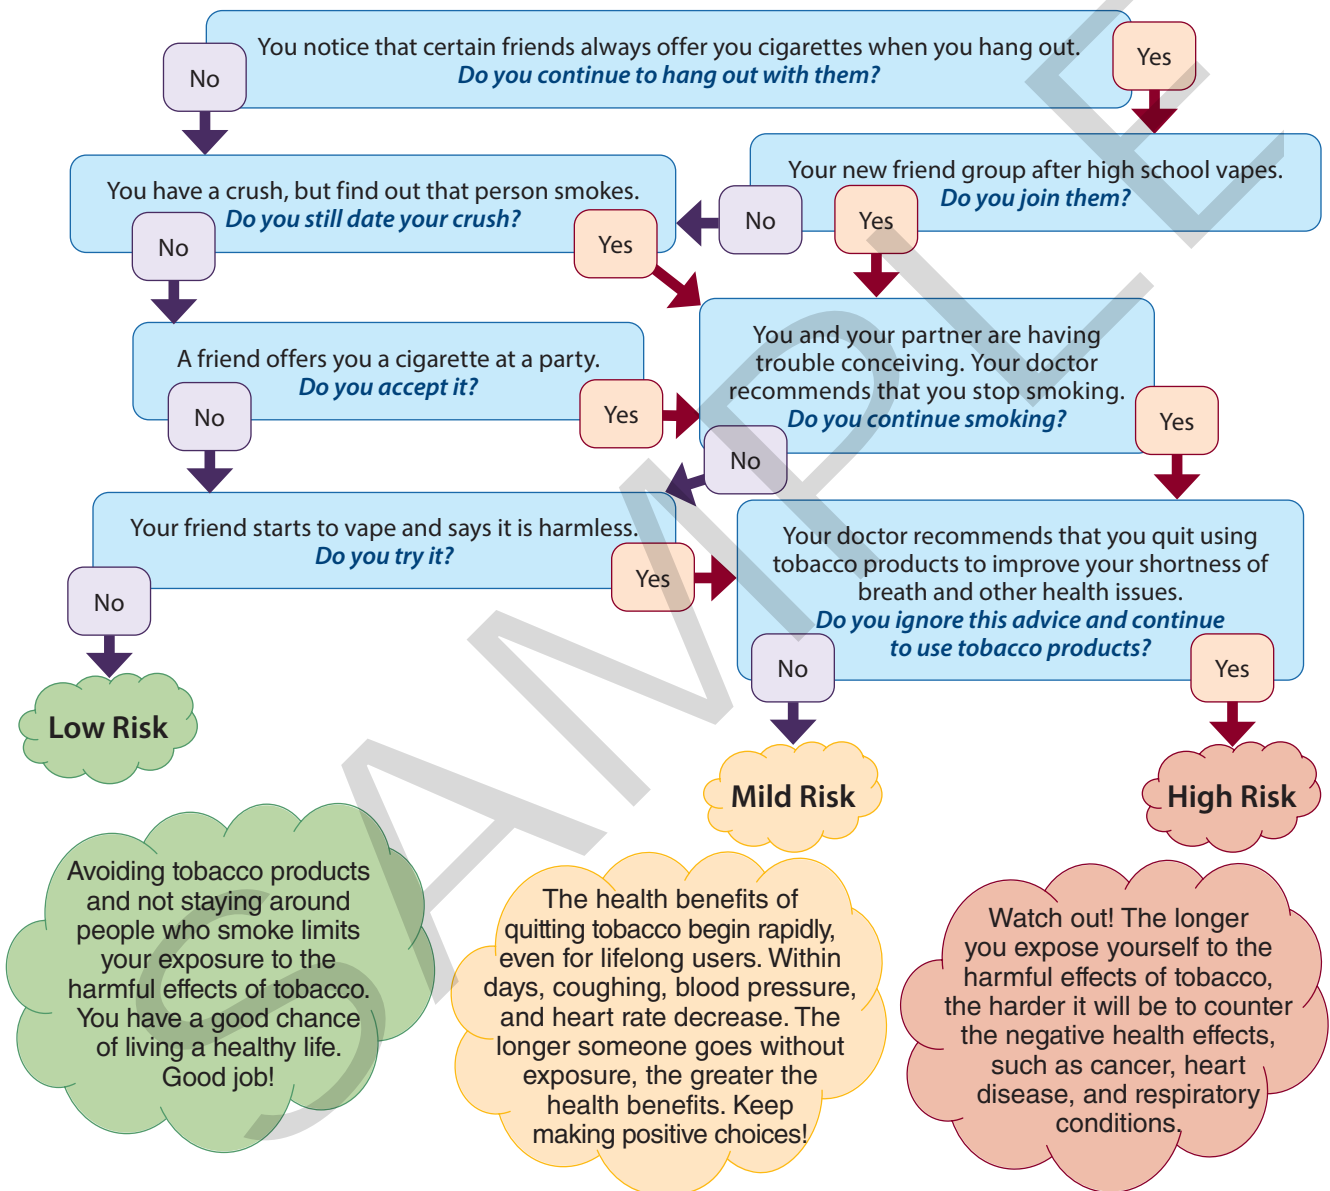 You notice that certain friends always offer you cigarettes when you hang out.
Do you continue to hang out with them?
No
Yes
You have a crush, but find out that person smokes.
Do you still date your crush?
No
Yes
Your new friend group after high school vapes.
Do you join them?
No
Yes
A friend offers you a cigarette at a party.
Do you accept it?
No
Yes
You and your partner are having
trouble conceiving. Your doctor
recommends that you stop smoking.
Do you continue smoking?
No
Yes
Your friend starts to vape and says it is harmless.
Do you try it?
No
Yes
Your doctor recommends that you quit using
tobacco products to improve your shortness of
breath and other health issues.
Do you ignore this advice and continue
to use tobacco products?
No
Yes
Low Risk
Mild Risk
High Risk
Avoiding tobacco products
and not staying around
people who smoke limits
your exposure to the
harmful effects of tobacco.
You have a good chance
of living a healthy life.
Good job!
The health benefits of
quitting tobacco begin rapidly,
even for lifelong users. Within
days, coughing, blood pressure,
and heart rate decrease. The
longer someone goes without
exposure, the greater the
health benefits. Keep
making positive choices!
Watch out! The longer
you expose yourself to the
harmful effects of tobacco,
the harder it will be to counter
the negative health effects,
such as cancer, heart
disease, and respiratory
conditions.
SAMPLE